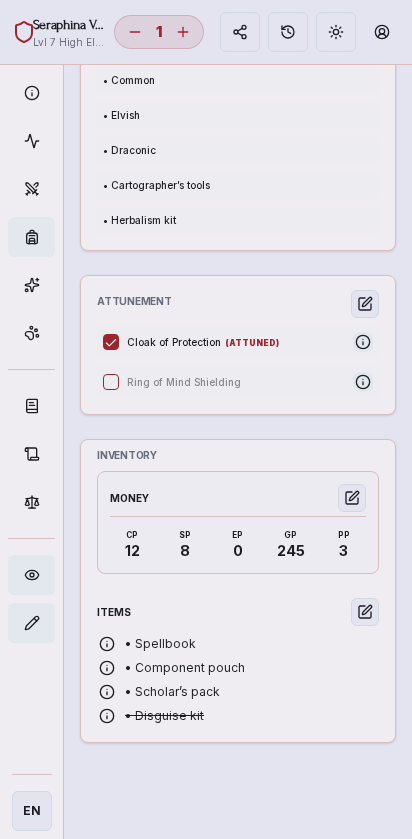 Seraphina V...
Lvl 7 High El...
1
• Common
• Elvish
• Draconic
• Cartographer's tools
• Herbalism kit
ATTUNEMENT
Cloak of Protection (ATTUNED)
Ring of Mind Shielding
INVENTORY
MONEY
CP SP EP GP PP
12 8 0 245 3
ITEMS
• Spellbook
• Component pouch
• Scholar's pack
• Disguise kit
EN